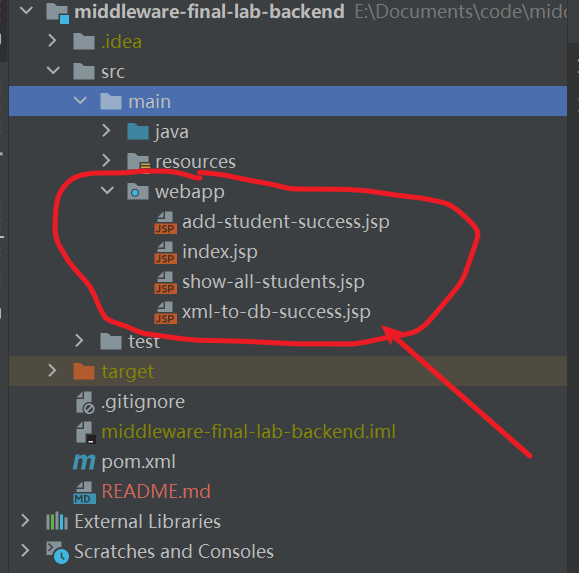 middleware-final-lab-backend E:\Documents\code\mid
.idea
src
main
java
resources
webapp
JSP add-student-success.jsp
JSP index.jsp
JSP show-all-students.jsp
JSP xml-to-db-success.jsp
test
target
.gitignore
middleware-final-lab-backend.iml
m pom.xml
MD README.md
External Libraries
Scratches and Consoles